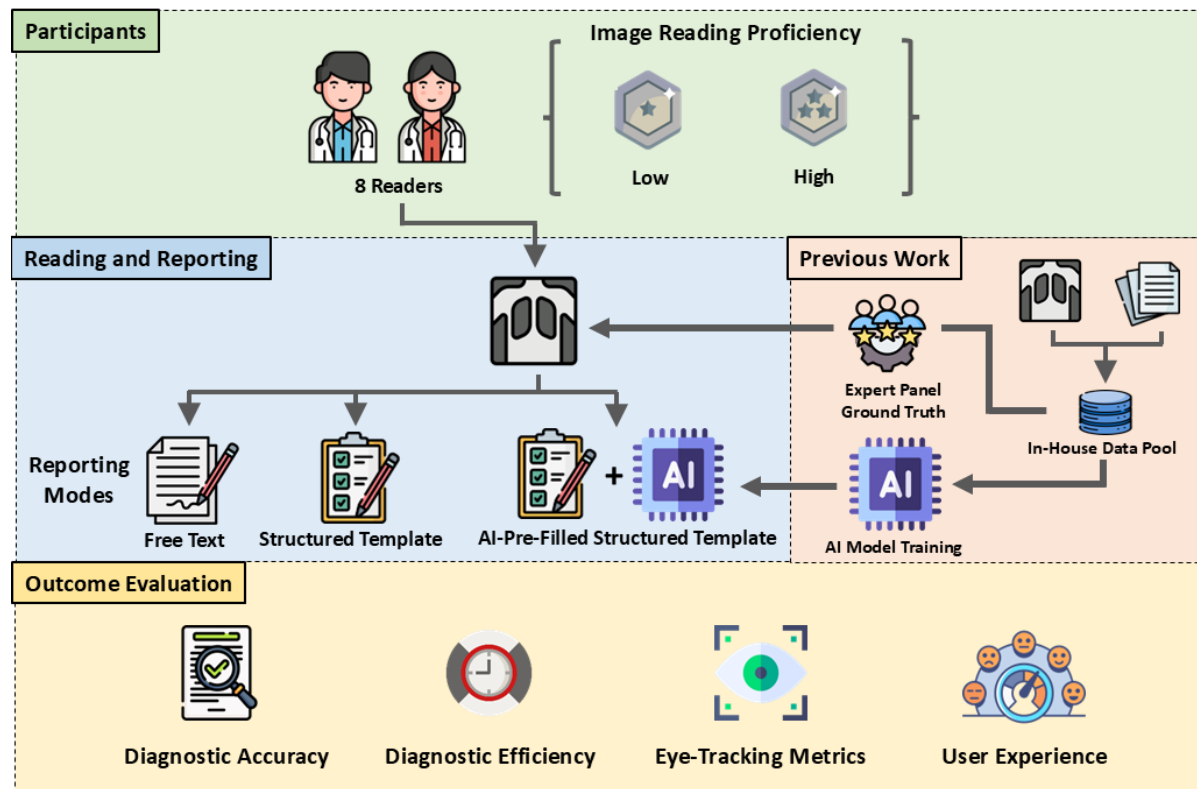 Participants
Image Reading Proficiency
8 Readers
Low
High
Reading and Reporting
Previous Work
Expert Panel
Ground Truth
In-House Data Pool
Reporting
Modes
Free Text
Structured Template
AI
+
AI-Pre-Filled Structured Template
AI
AI Model Training
Outcome Evaluation
Diagnostic Accuracy
Diagnostic Efficiency
Eye-Tracking Metrics
User Experience